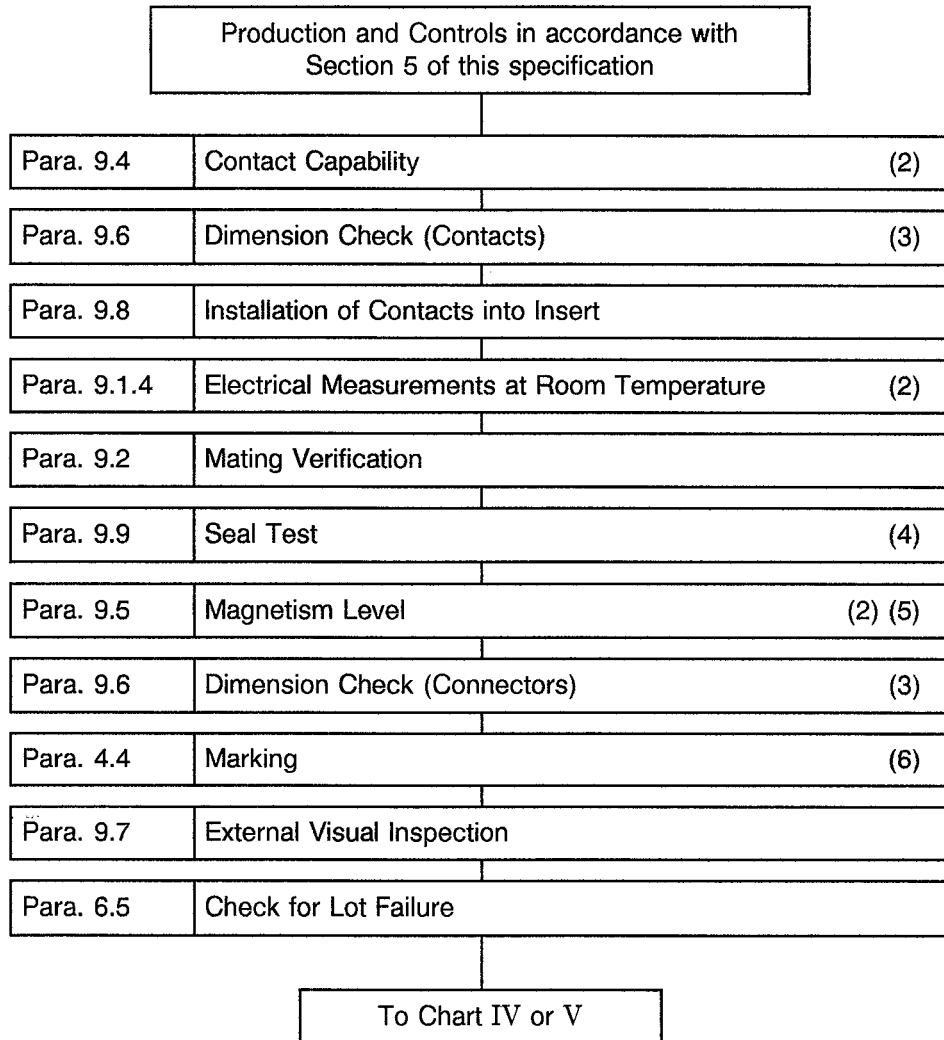 Production and Controls in accordance with
Section 5 of this specification
Para. 9.4 Contact Capability (2)
Para. 9.6 Dimension Check (Contacts) (3)
Para. 9.8 Installation of Contacts into Insert
Para. 9.1.4 Electrical Measurements at Room Temperature (2)
Para. 9.2 Mating Verification
Para. 9.9 Seal Test (4)
Para. 9.5 Magnetism Level (2) (5)
Para. 9.6 Dimension Check (Connectors) (3)
Para. 4.4 Marking (6)
Para. 9.7 External Visual Inspection
Para. 6.5 Check for Lot Failure
To Chart IV or V